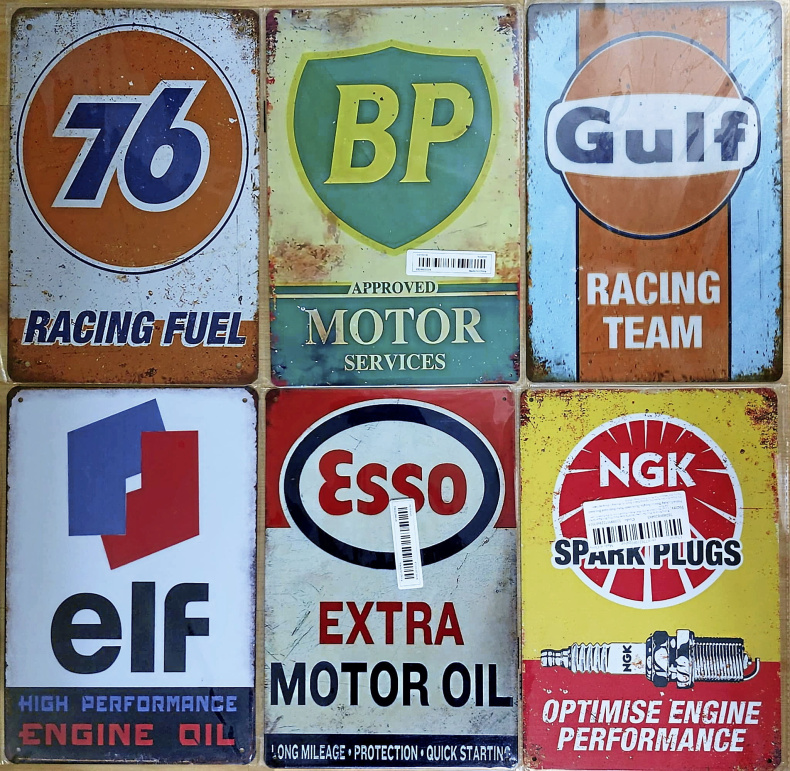 76
RACING FUEL
BP
APPROVED
MOTOR
SERVICES
Gulf
RACING
TEAM
elf
HIGH PERFORMANCE
ENGINE OIL
Esso
EXTRA
MOTOR OIL
LONG MILEAGE • PROTECTION • QUICK STARTING
NGK
SPARK PLUGS
NGK
OPTIMISE ENGINE
PERFORMANCE